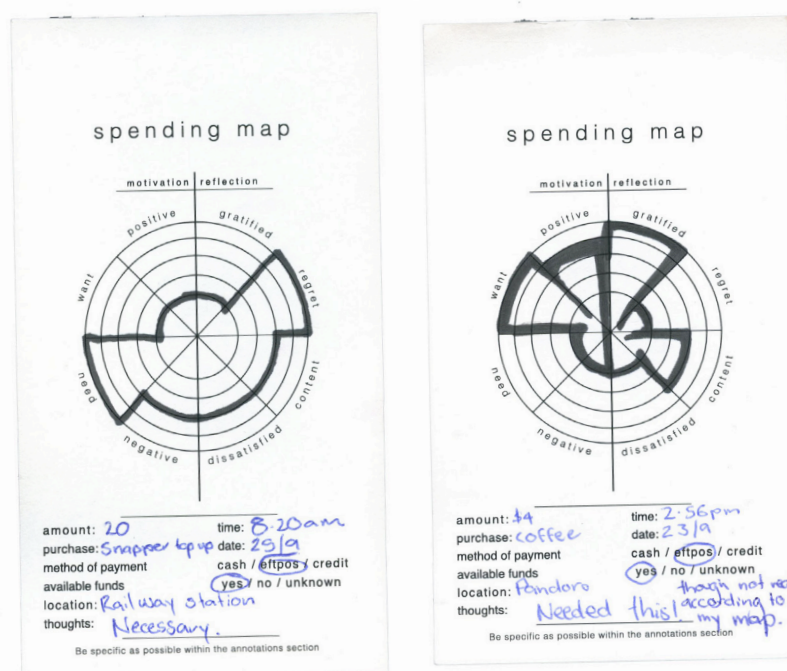 spending map
motivation reflection
positive gratified
want regret
need content
negative dissatisfied
amount: 20 time: 8.20am
purchase: Snapper top up date: 29/9
method of payment cash / eftpos / credit
available funds yes / no / unknown
location: Railway station
thoughts: Necessary.
Be specific as possible within the annotations section
spending map
motivation reflection
positive gratified
want regret
need content
negative dissatisfied
amount: $4 time: 2.56pm
purchase: coffee date: 23/9
method of payment cash / eftpos / credit
available funds yes / no / unknown
location: Pandoro
thoughts: Needed this! though not
according to
my map.
Be specific as possible within the annotations section